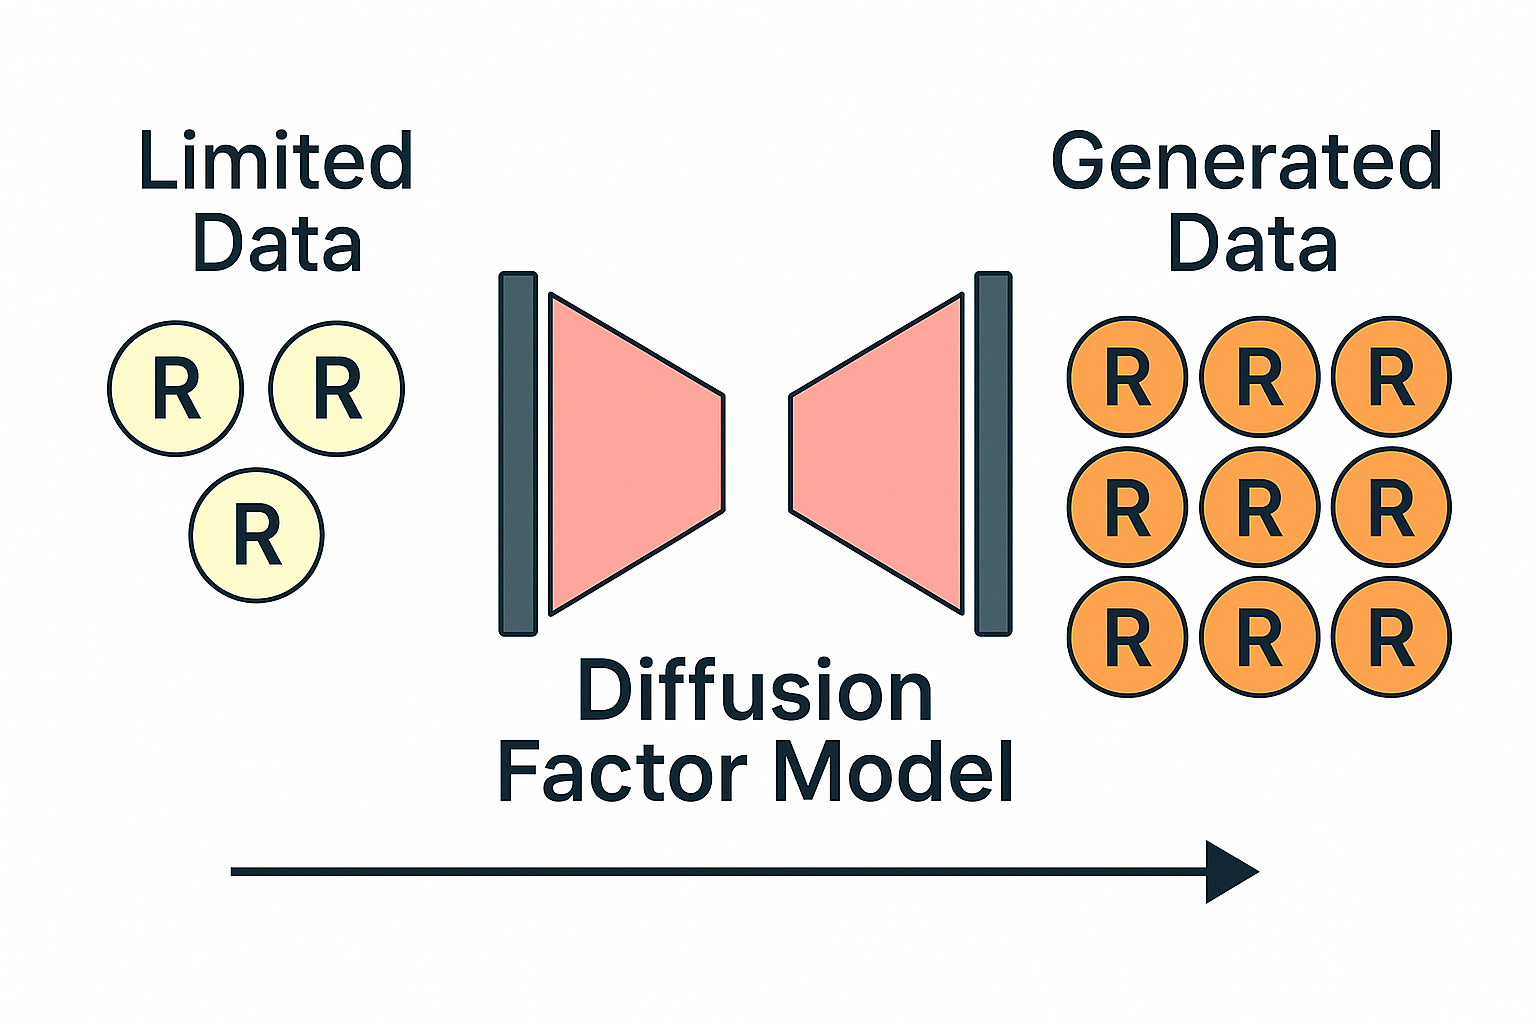 Limited
Data
R R
R
Diffusion
Factor Model
Generated
Data
R R R
R R R
R R R